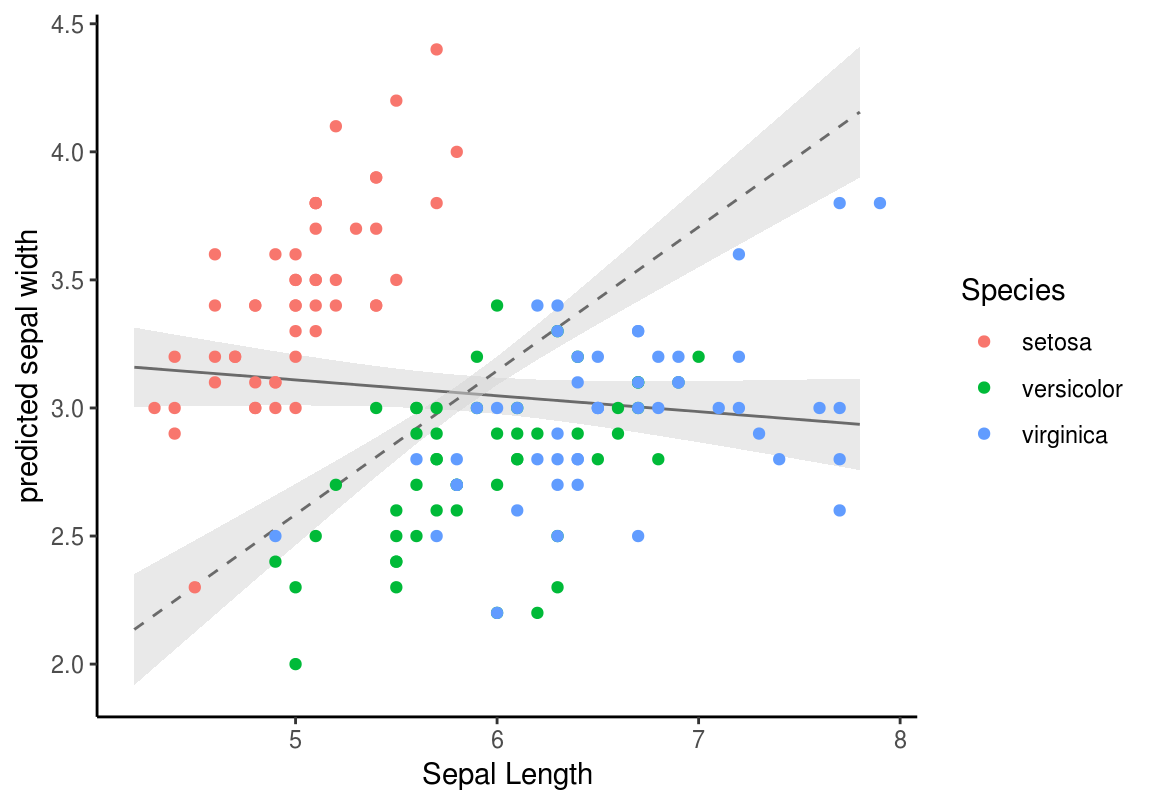 4.5
4.0
3.5
3.0
2.5
2.0
predicted sepal width
5 6 7 8
Sepal Length
Species
setosa
versicolor
virginica